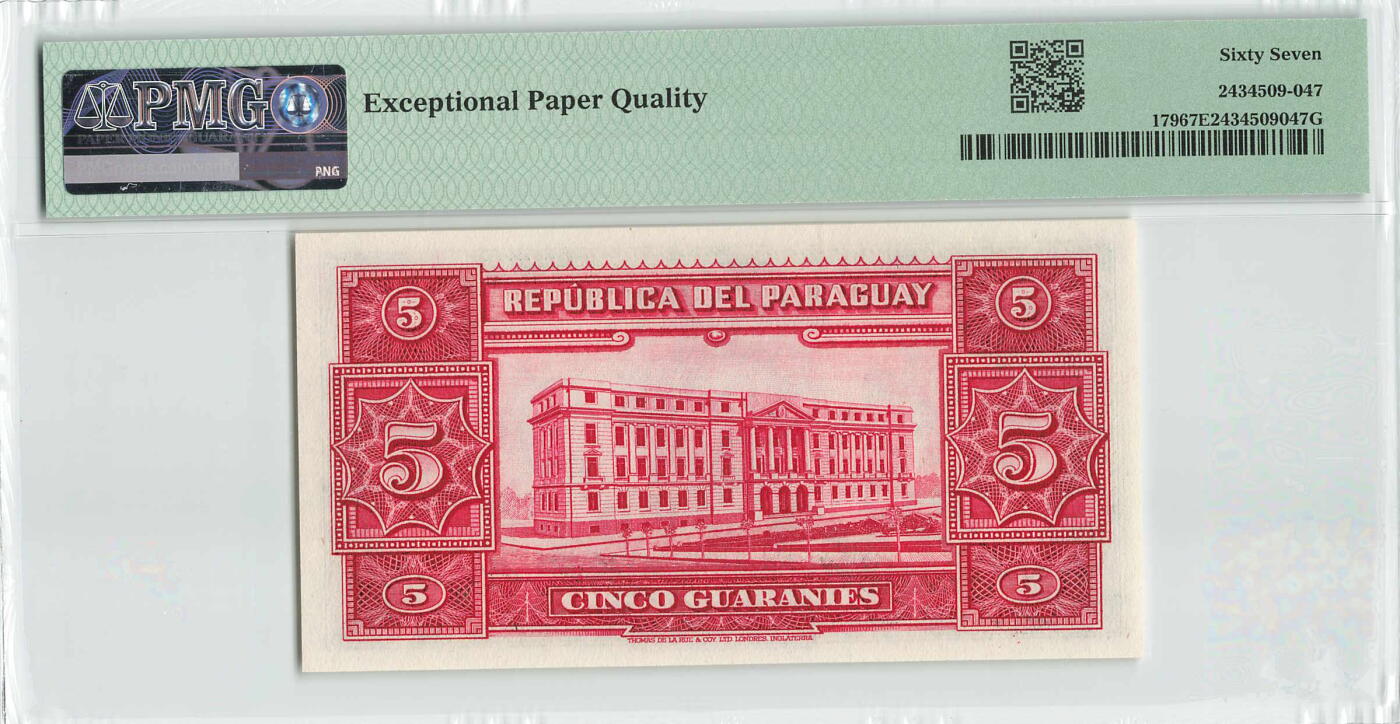 PMG
Exceptional Paper Quality
Sixty Seven
2434509-047
17967E2434509047G
PNG
5 5
REPÚBLICA DEL PARAGUAY
5 5
5 5
CINCO GUARANIES
THOMAS DE LA RUE & COY. LTD. LONDRES. INGLATERRA.